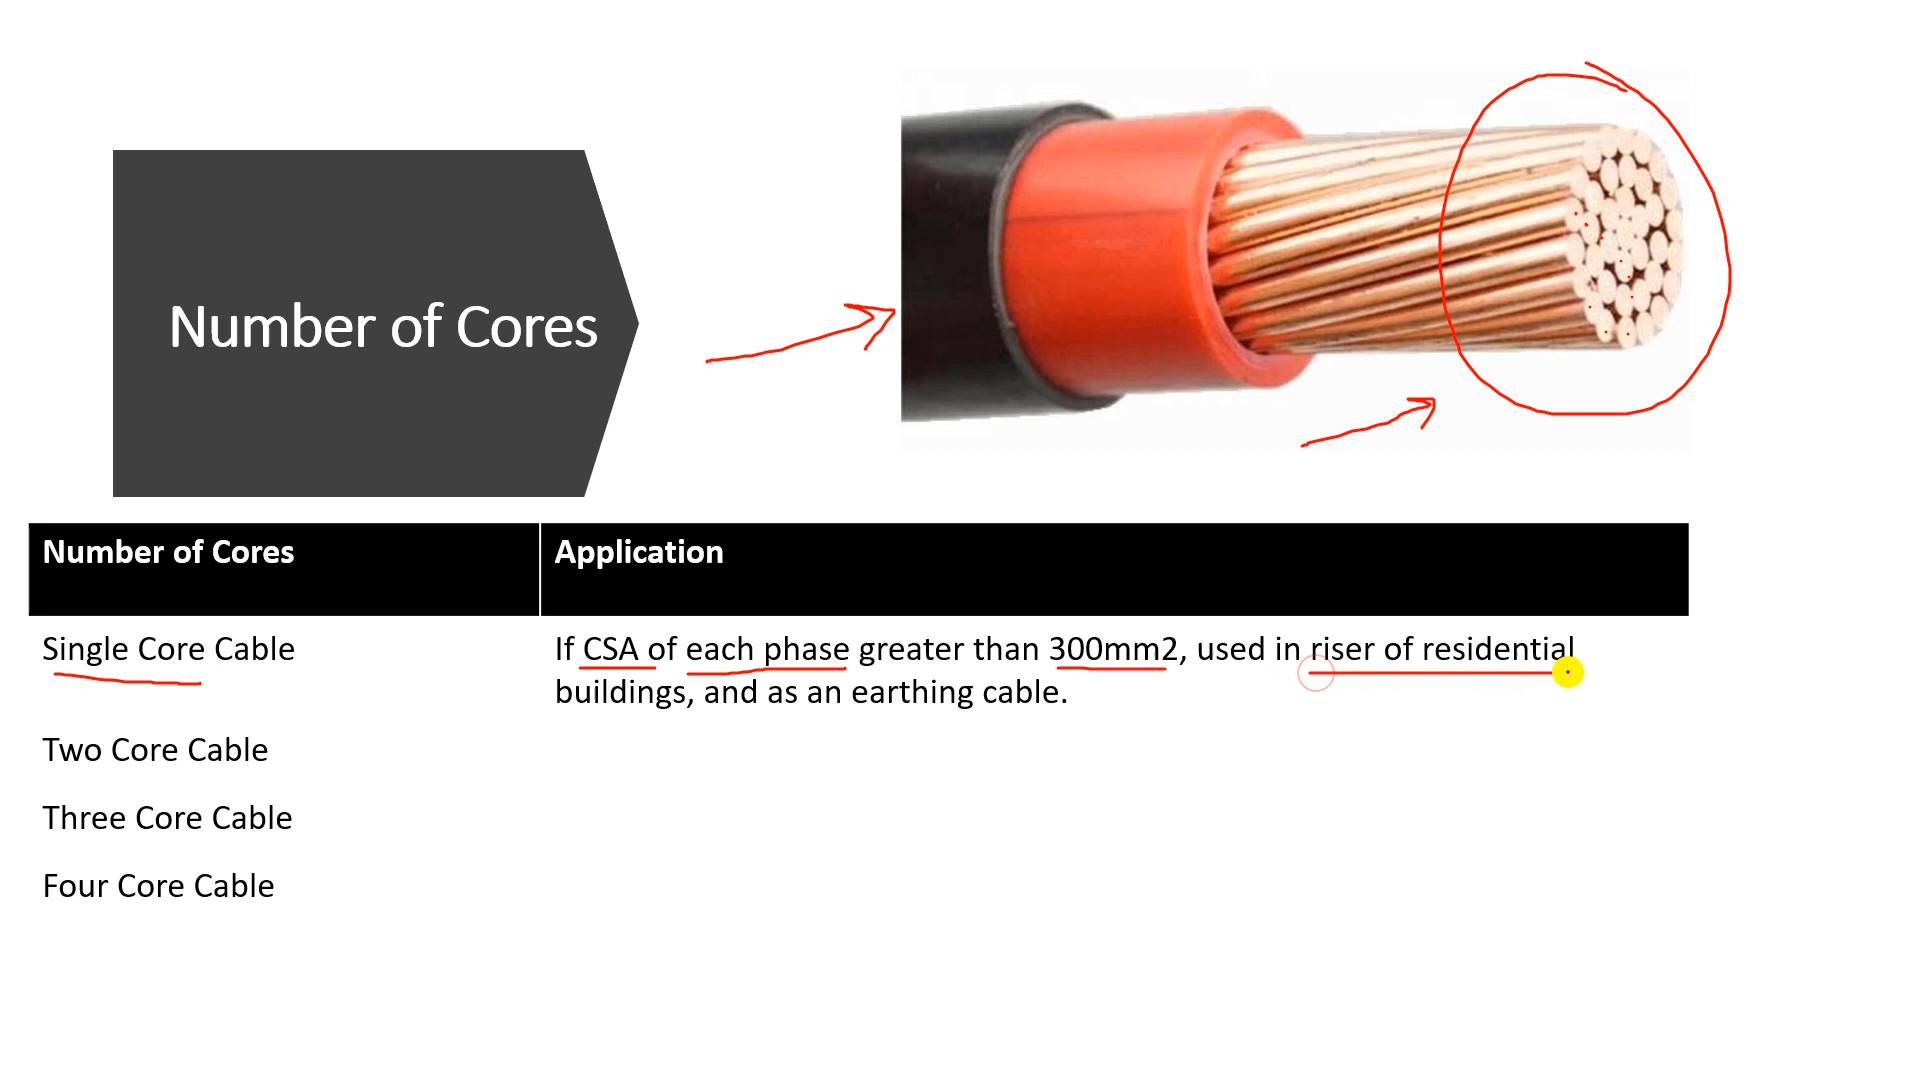 Number of Cores
Number of Cores
Application
Single Core Cable
If CSA of each phase greater than 300mm2, used in riser of residential
buildings, and as an earthing cable.
Two Core Cable
Three Core Cable
Four Core Cable